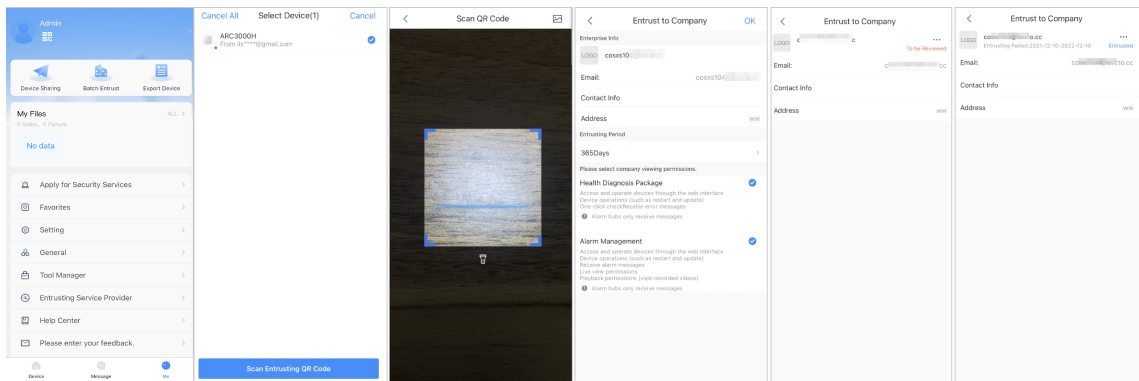 Admin
Device Sharing
Batch Entrust
Export Device
My Files
ALL >
0 Video, 0 Picture
No data
Apply for Security Services
Favorites
Setting
General
Tool Manager
Entrusting Service Provider
Help Center
Please enter your feedback.
Device
Message
Me
Cancel All
Select Device(1)
Cancel
ARC3000H
From lis****@gmail.com
Scan Entrusting QR Code
Scan QR Code
Entrust to Company
OK
Enterprise Info
LOGO
cosxs10
Email:
cosxs104
Contact Info
Address
ww
Entrusting Period
365Days
Please select company viewing permissions.
Health Diagnosis Package
Access and operate devices through the web interface
Device operations (such as restart and update)
One-click checkReceive error messages
Alarm hubs only receive messages
Alarm Management
Access and operate devices through the web interface
Device operations (such as restart and update)
Receive alarm messages
Live view permissions
Playback permissions (view recorded videos)
Alarm hubs only receive messages
Entrust to Company
LOGO
c
c
...
To be Reviewed
Email:
c
cc
Contact Info
Address
ww
Entrust to Company
LOGO
o.cc
...
Entrusting Period:2021-12-10-2022-12-10
Entrusted
Email:
to.cc
Contact Info
Address
ww